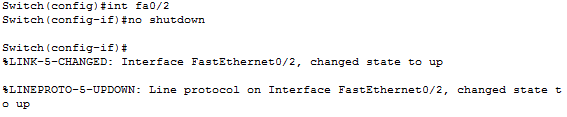 Switch(config)#int fa0/2
Switch(config-if)#no shutdown
Switch(config-if)#
%LINK-5-CHANGED: Interface FastEthernet0/2, changed state to up
%LINEPROTO-5-UPDOWN: Line protocol on Interface FastEthernet0/2, changed state t
o up